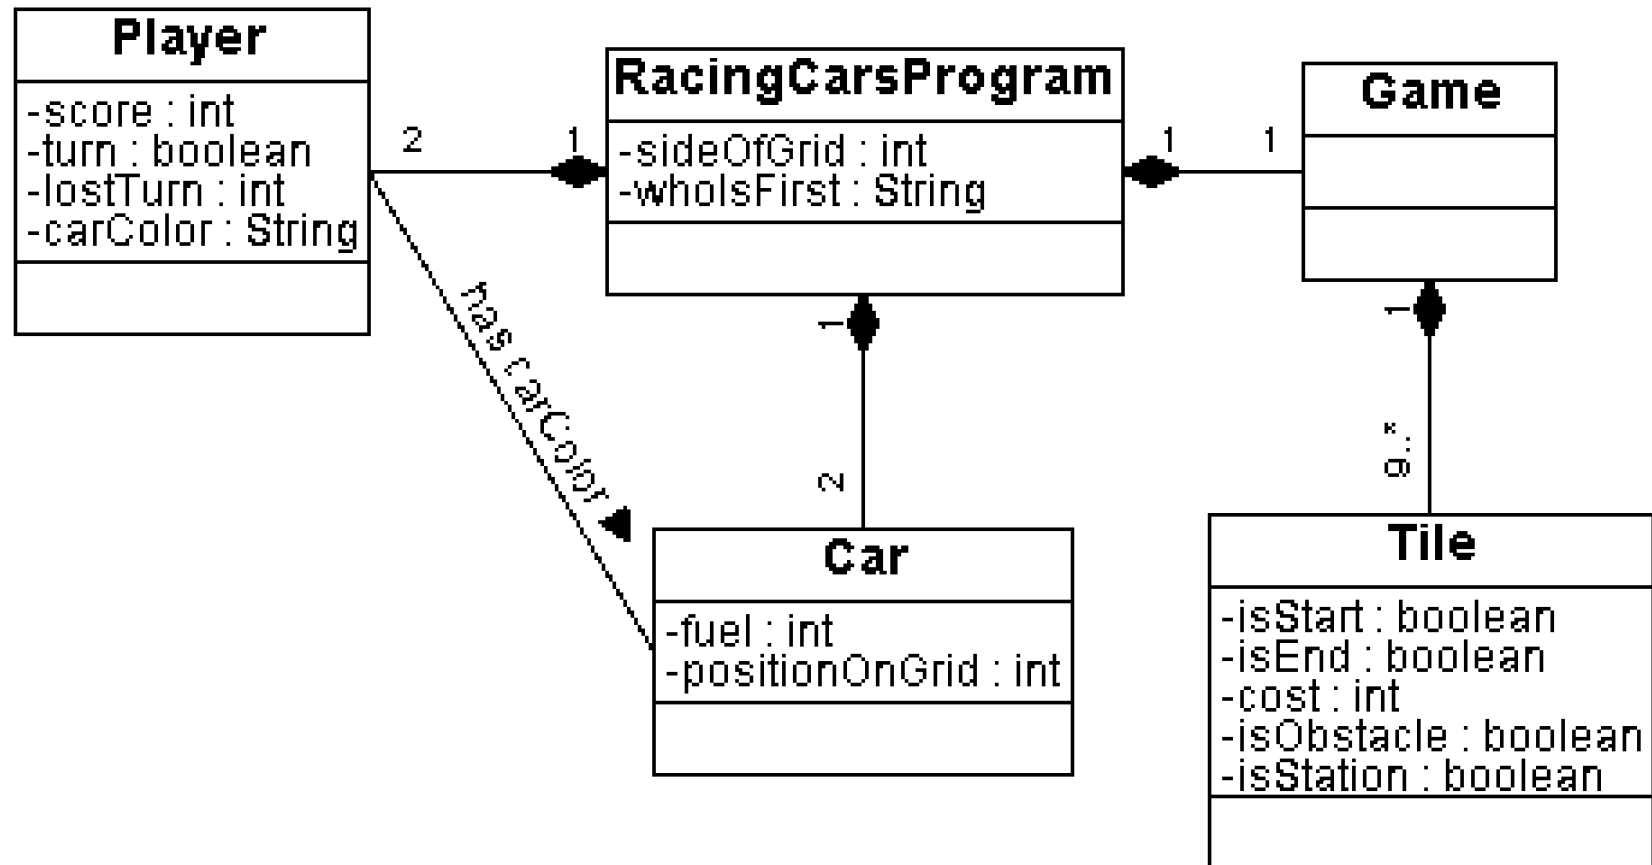 Player
-score : int
-turn : boolean
-lostTurn : int
-carColor : String
2
1
RacingCarsProgram
-sideOfGrid : int
-whoIsFirst : String
1
1
Game
has carColor
1
2
1
9..*
Car
-fuel : int
-positionOnGrid : int
Tile
-isStart : boolean
-isEnd : boolean
-cost : int
-isObstacle : boolean
-isStation : boolean